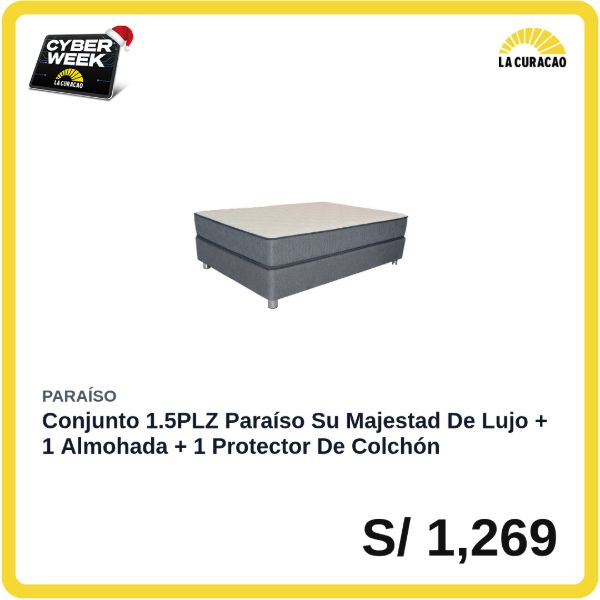 CYBER
WEEK
LA CURACAO
LA CURACAO
PARAÍSO
Conjunto 1.5PLZ Paraíso Su Majestad De Lujo +
1 Almohada + 1 Protector De Colchón
S/ 1,269